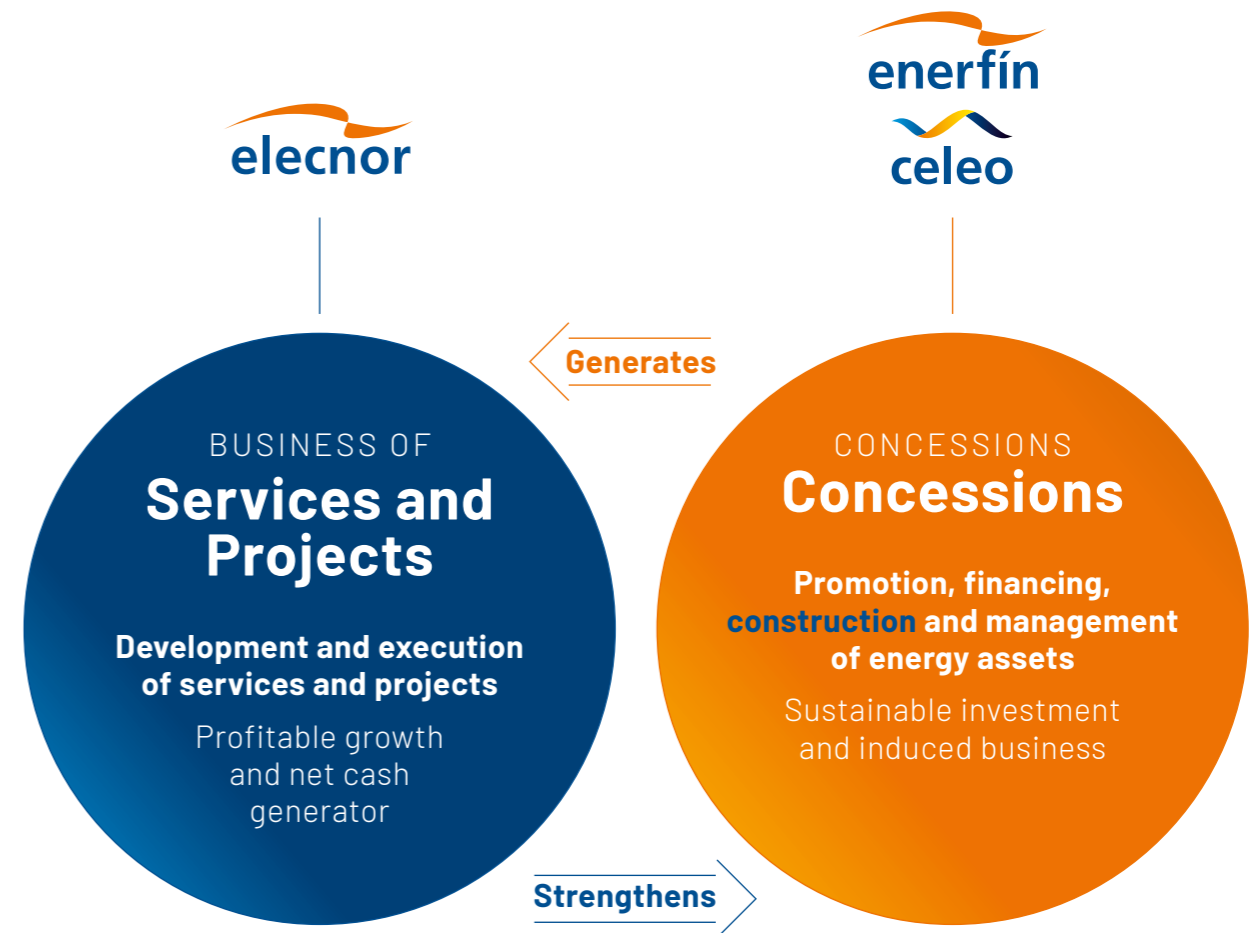 elecnor
enerfín
celeo
Generates
BUSINESS OF
Services and
Projects
Development and execution
of services and projects
Profitable growth
and net cash
generator
CONCESSIONS
Concessions
Promotion, financing,
construction and management
of energy assets
Sustainable investment
and induced business
Strengthens